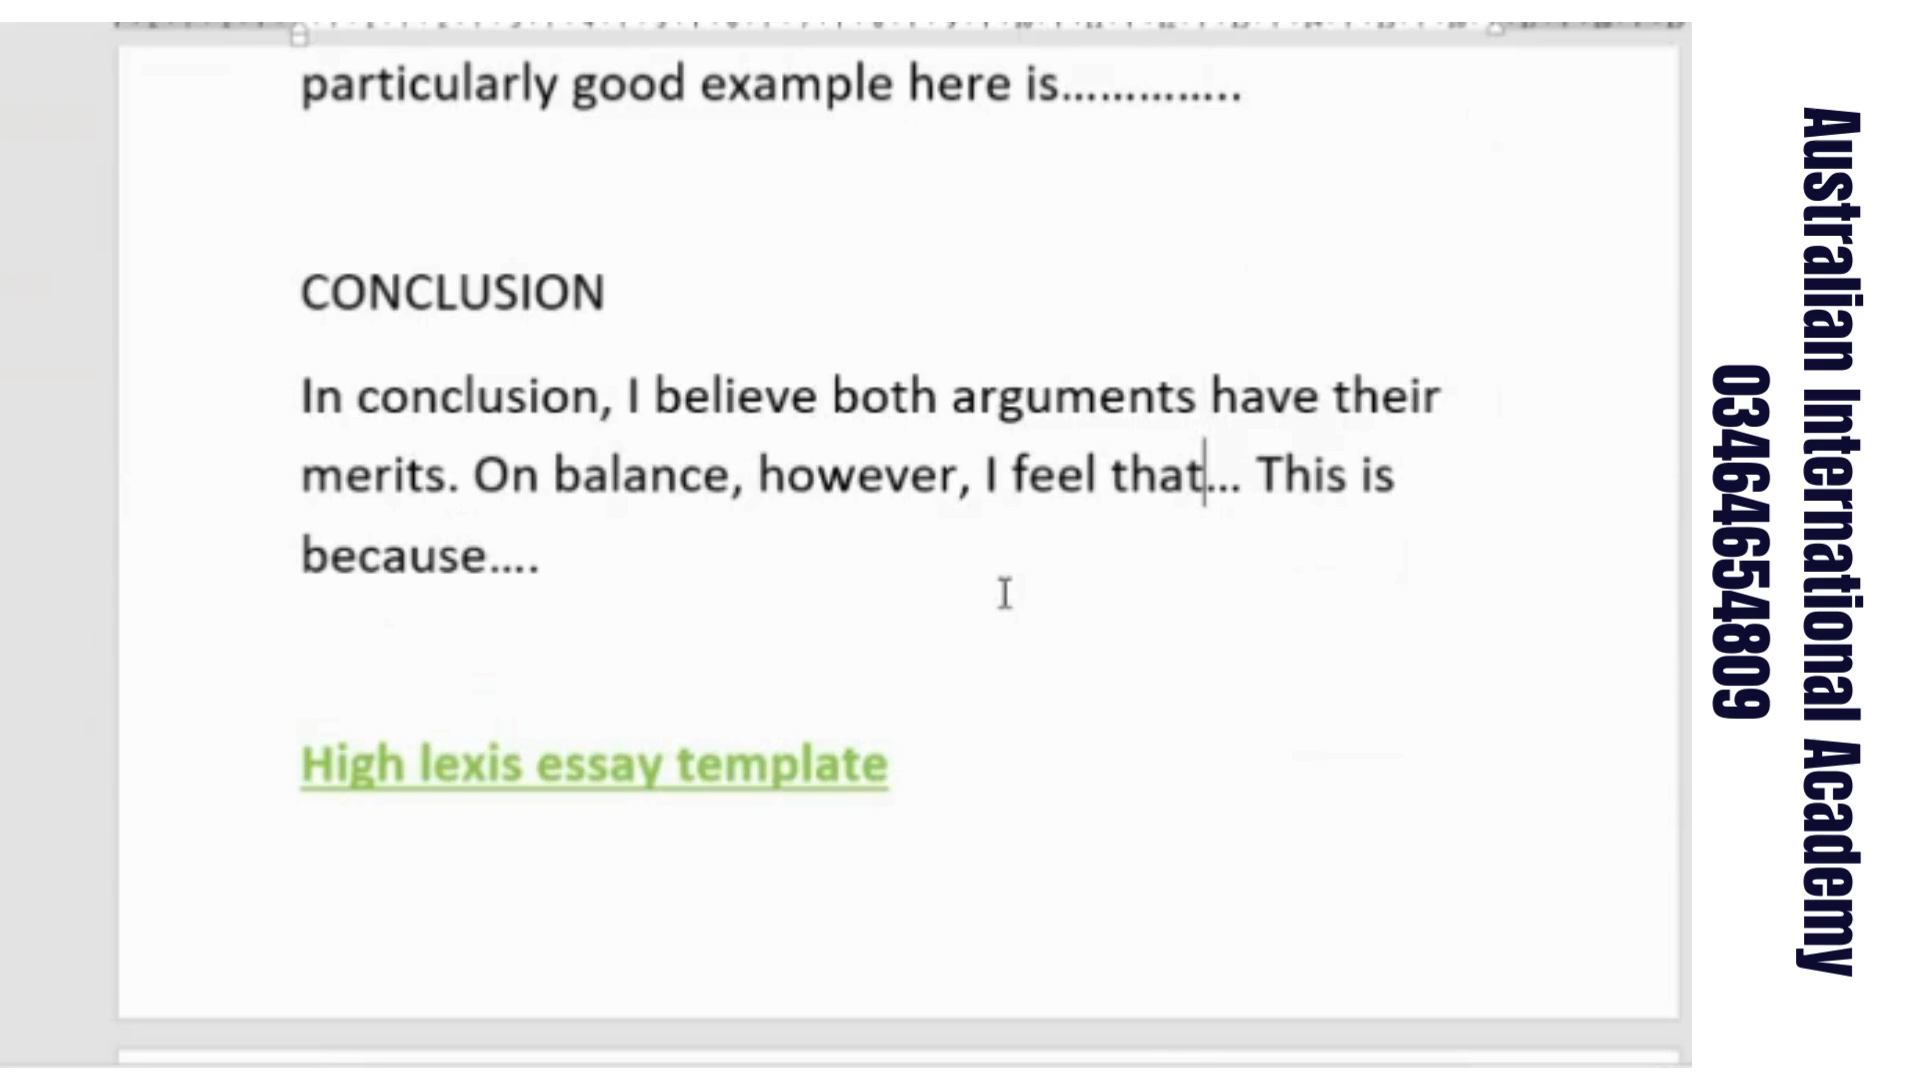 particularly good example here is…………..
CONCLUSION
In conclusion, I believe both arguments have their
merits. On balance, however, I feel that… This is
because….
High lexis essay template
Australian International Academy
03464654809